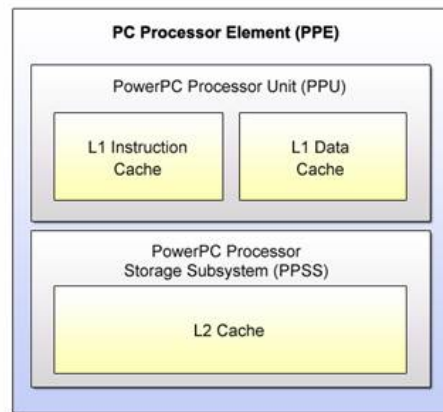 PC Processor Element (PPE)
PowerPC Processor Unit (PPU)
L1 Instruction
Cache
L1 Data
Cache
PowerPC Processor
Storage Subsystem (PPSS)
L2 Cache